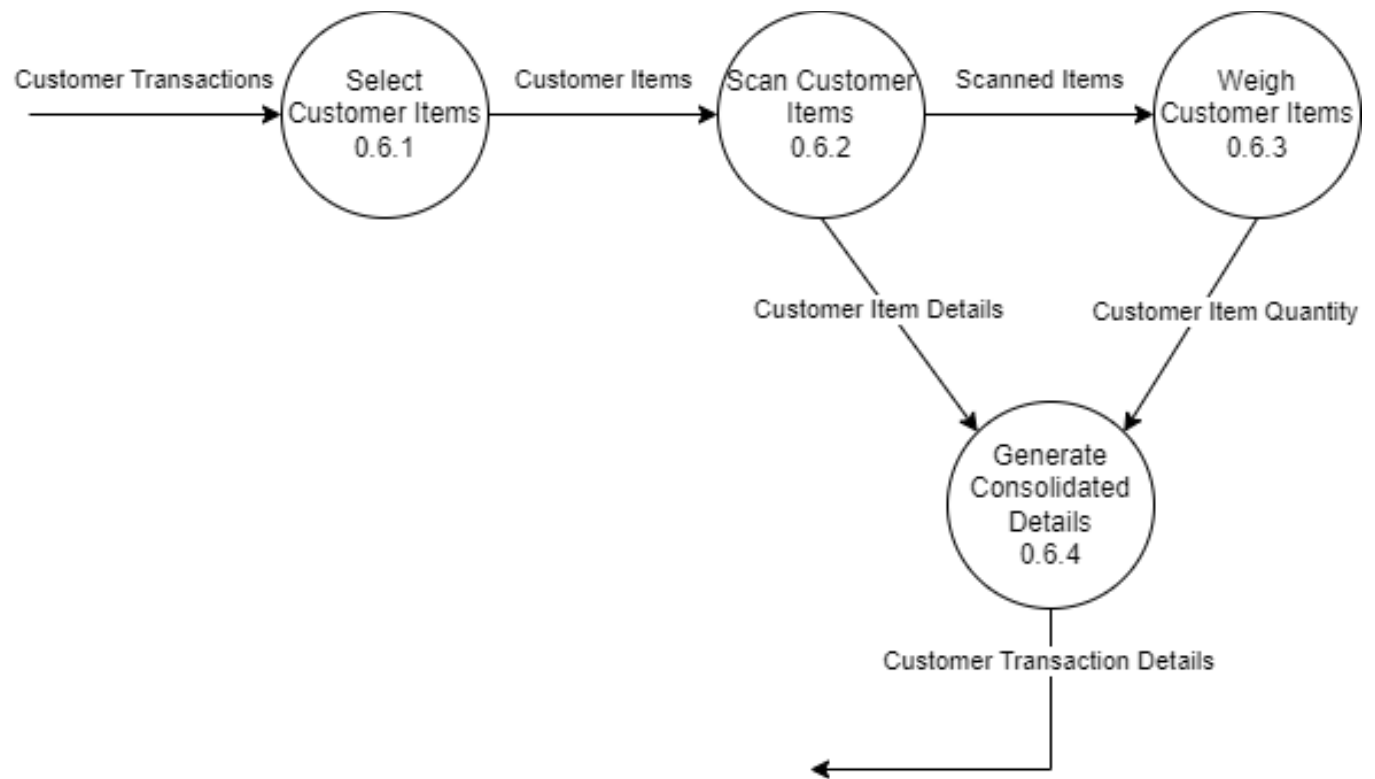 Customer Transactions
Select
Customer Items
0.6.1
Customer Items
Scan Customer
Items
0.6.2
Scanned Items
Weigh
Customer Items
0.6.3
Customer Item Details
Customer Item Quantity
Generate
Consolidated
Details
0.6.4
Customer Transaction Details